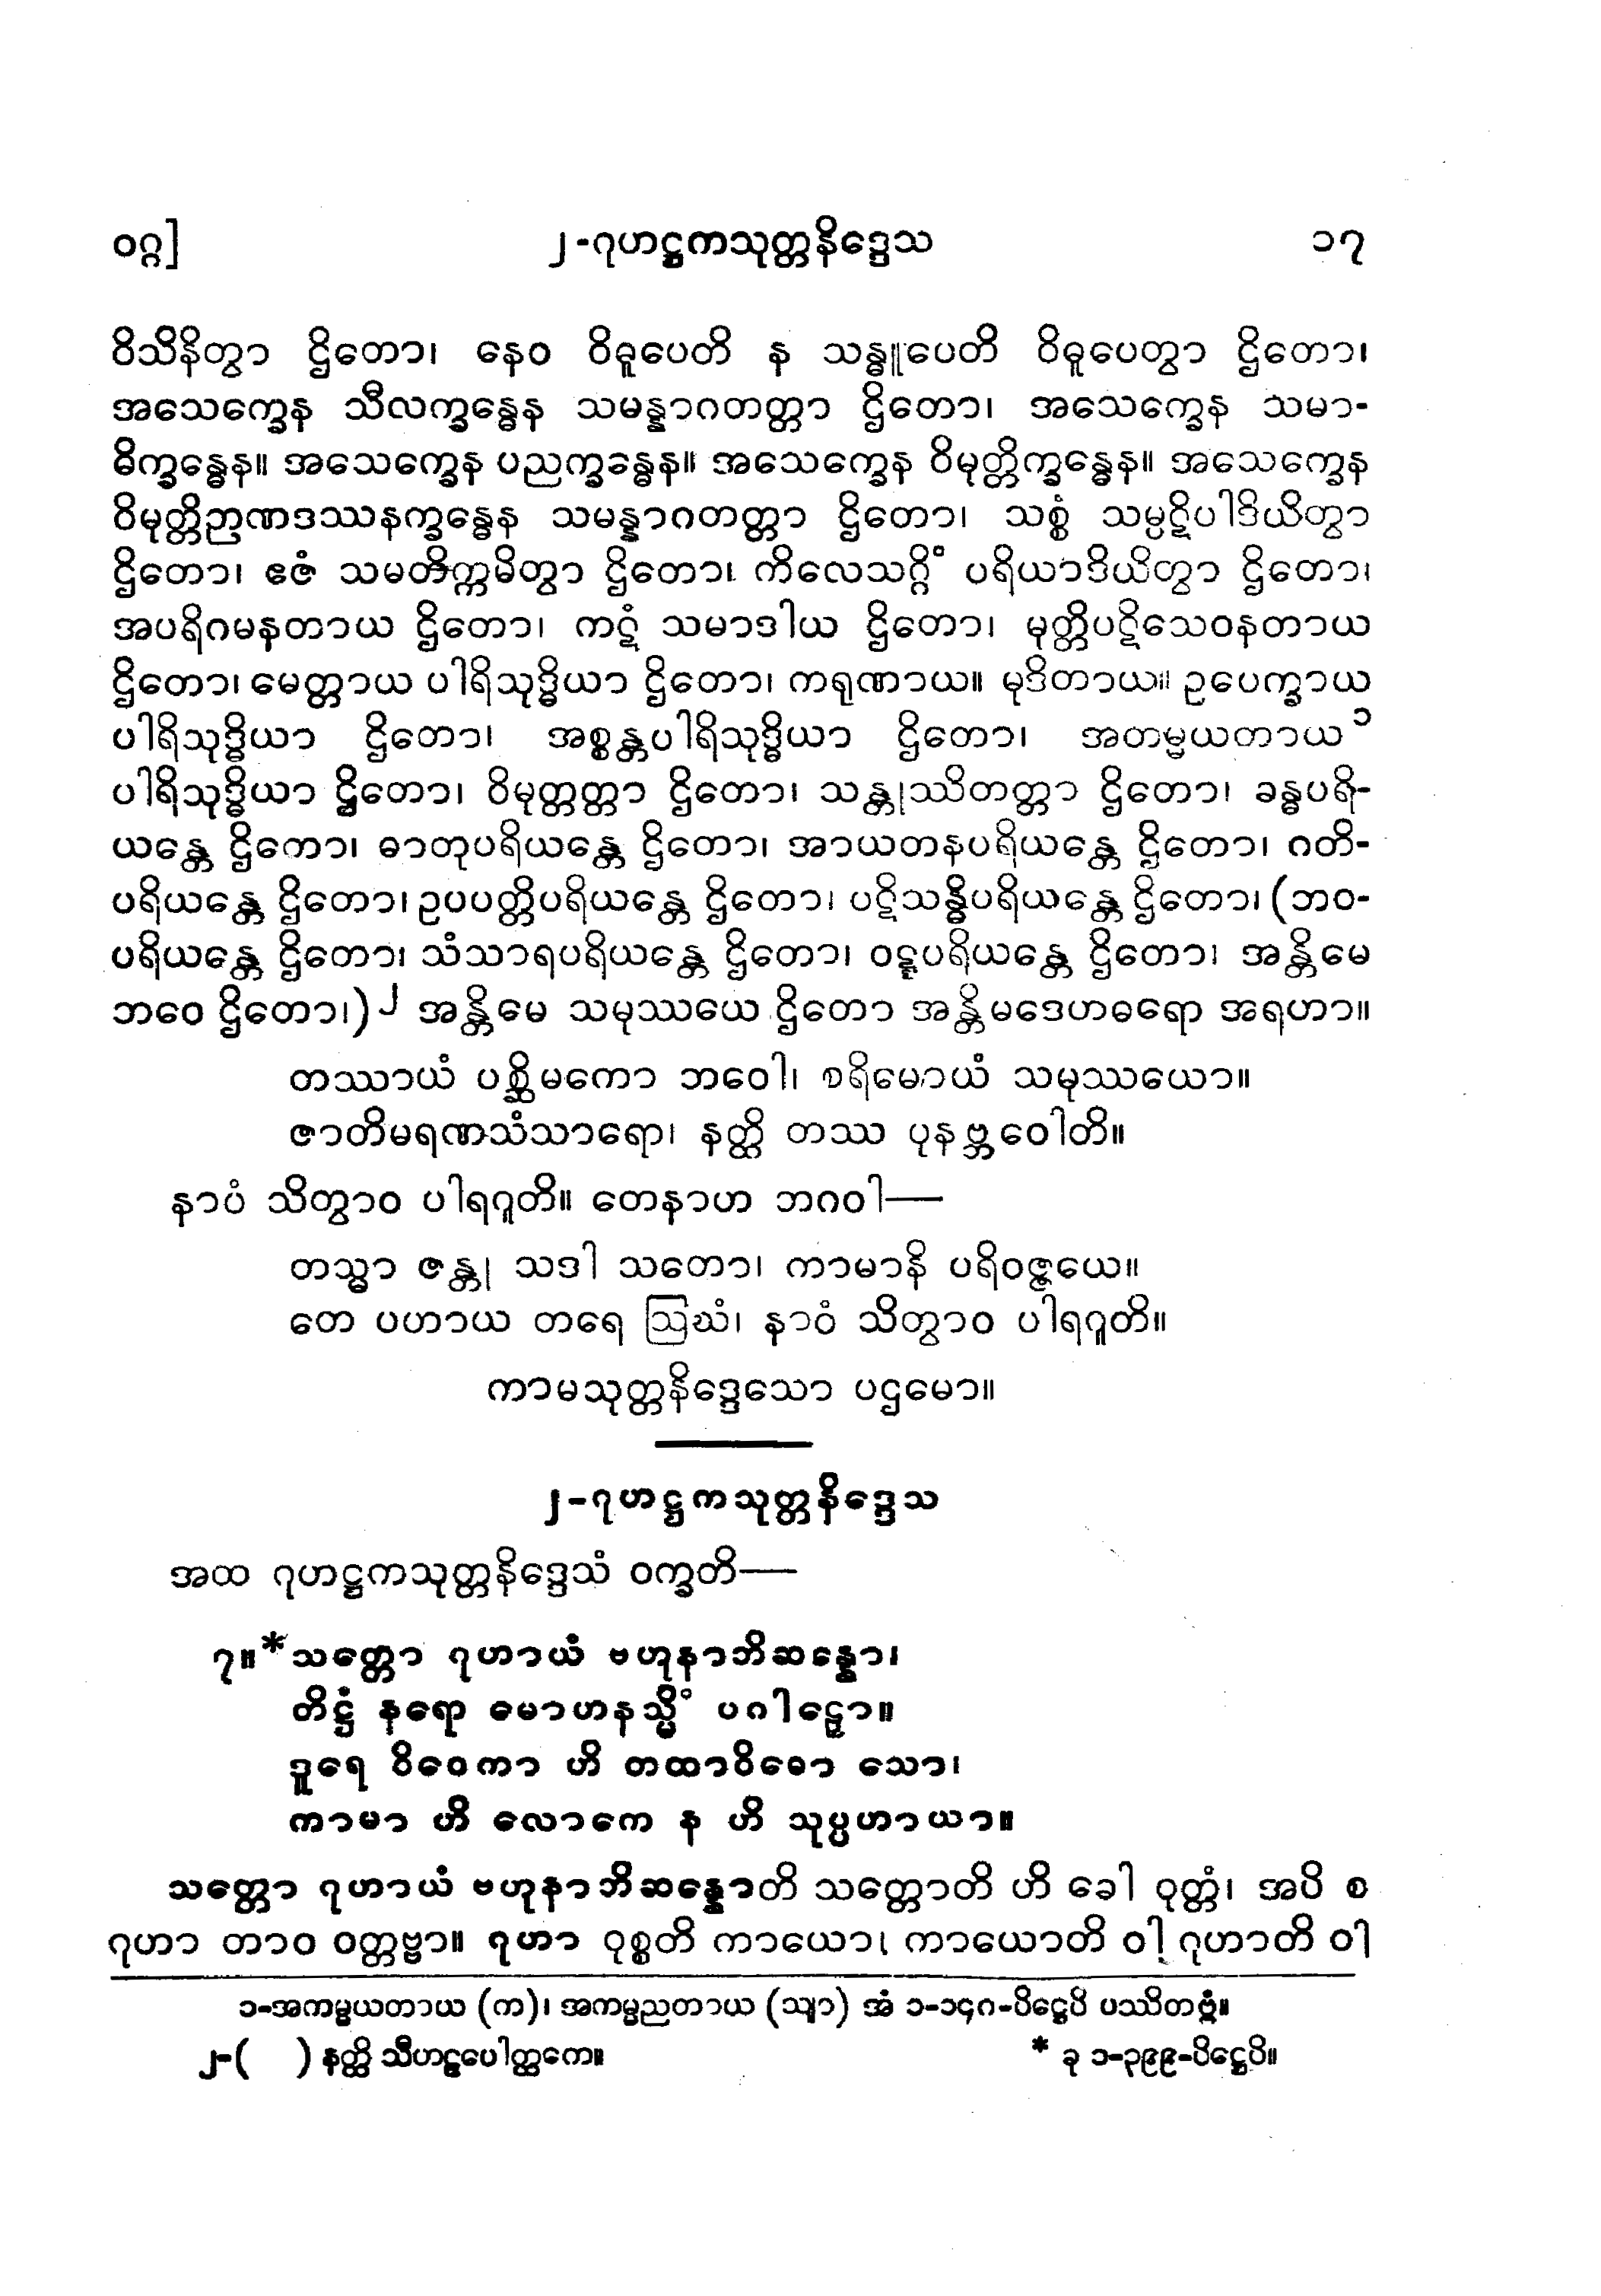 ဝဂ္ဂ] ၂-ဂုဟဋ္ဌကသုတ္တနိဒ္ဒေသ ၁၇
ဝိသိနိတွာ ဌိတော၊ နေဝ ဝိဓူပေတိ န သန္ဓူပေတိ ဝိဓူပေတွာ ဌိတော၊
အသေက္ခေန သီလက္ခန္ဓေန သမန္နာဂတတ္တာ ဌိတော၊ အသေက္ခေန သမာ-
ဓိက္ခန္ဓေန။ အသေက္ခေန ပညက္ခန္ဓေန။ အသေက္ခေန ဝိမုတ္တိက္ခန္ဓေန။ အသေက္ခေန
ဝိမုတ္တိဉာဏဒဿနက္ခန္ဓေန သမန္နာဂတတ္တာ ဌိတော၊ သစ္စံ သမ္ပဋိပါဒိယိတွာ
ဌိတော၊ ဧဇံ သမတိက္ကမိတွာ ဌိတော၊ ကိလေသဂ္ဂိံ ပရိယာဒိယိတွာ ဌိတော၊
အပရိဂမနတာယ ဌိတော၊ ကဋံ သမာဒါယ ဌိတော၊ မုတ္တိပဋိသေဝနတာယ
ဌိတော၊ မေတ္တာယ ပါရိသုဒ္ဓိယာ ဌိတော၊ ကရုဏာယ။ မုဒိတာယ။ ဥပေက္ခာယ
ပါရိသုဒ္ဓိယာ ဌိတော၊ အစ္စန္တပါရိသုဒ္ဓိယာ ဌိတော၊ အတမ္မယတာယ ၁
ပါရိသုဒ္ဓိယာ ဌိတော၊ ဝိမုတ္တတ္တာ ဌိတော၊ သန္တုဿိတတ္တာ ဌိတော၊ ခန္ဓပရိ-
ယန္တေ ဌိတော၊ ဓာတုပရိယန္တေ ဌိတော၊ အာယတနပရိယန္တေ ဌိတော၊ ဂတိ-
ပရိယန္တေ ဌိတော၊ ဥပပတ္တိပရိယန္တေ ဌိတော၊ ပဋိသန္ဓိပရိယန္တေ ဌိတော၊ (ဘဝ-
ပရိယန္တေ ဌိတော၊ သံသာရပရိယန္တေ ဌိတော၊ ဝဋ္ဋပရိယန္တေ ဌိတော၊ အန္တိမေ
ဘဝေ ဌိတော၊) ၂ အန္တိမေ သမုဿယေ ဌိတော အန္တိမဒေဟဓရော အရဟာ။
တဿာယံ ပစ္ဆိမကော ဘဝေါ၊ စရိမောယံ သမုဿယော။
ဇာတိမရဏသံသာရော၊ နတ္ထိ တဿ ပုနဗ္ဘဝေါတိ။
နာဝံ သိတွာဝ ပါရဂူတိ။ တေနာဟ ဘဂဝါ—
တသ္မာ ဇန္တု သဒါ သတော၊ ကာမာနိ ပရိဝဇ္ဇယေ။
တေ ပဟာယ တရေ ဩဃံ၊ နာဝံ သိတွာဝ ပါရဂူတိ။
ကာမသုတ္တနိဒ္ဒေသော ပဌမော။
၂-ဂုဟဋ္ဌကသုတ္တနိဒ္ဒေသ
အထ ဂုဟဋ္ဌကသုတ္တနိဒ္ဒေသံ ဝက္ခတိ—
၇။ * သတ္တော ဂုဟာယံ ဗဟုနာဘိဆန္နော၊
တိဋ္ဌံ နရော မောဟနသ္မိံ ပဂါဠှော။
ဒူရေ ဝိဝေကာ ဟိ တထာဝိဓော သော၊
ကာမာ ဟိ လောကေ န ဟိ သုပ္ပဟာယာ။
သတ္တော ဂုဟာယံ ဗဟုနာဘိဆန္နောတိ သတ္တောတိ ဟိ ခေါ ဝုတ္တံ၊ အပိ စ
ဂုဟာ တာဝ ဝတ္တဗ္ဗာ။ ဂုဟာ ဝုစ္စတိ ကာယော၊ ကာယောတိ ဝါ ဂုဟာတိ ဝါ
၁-အကမ္မယတာယ (က)၊ အကမ္မညတာယ (သျာ) အံ ၁-၁၄ဂ-ပိဋ္ဌေပိ ပဿိတဗ္ဗံ။
၂-( ) နတ္ထိ သီဟဠပေါတ္ထကေ။ * ခု ၁-၃၉၉-ပိဋ္ဌေပိ။